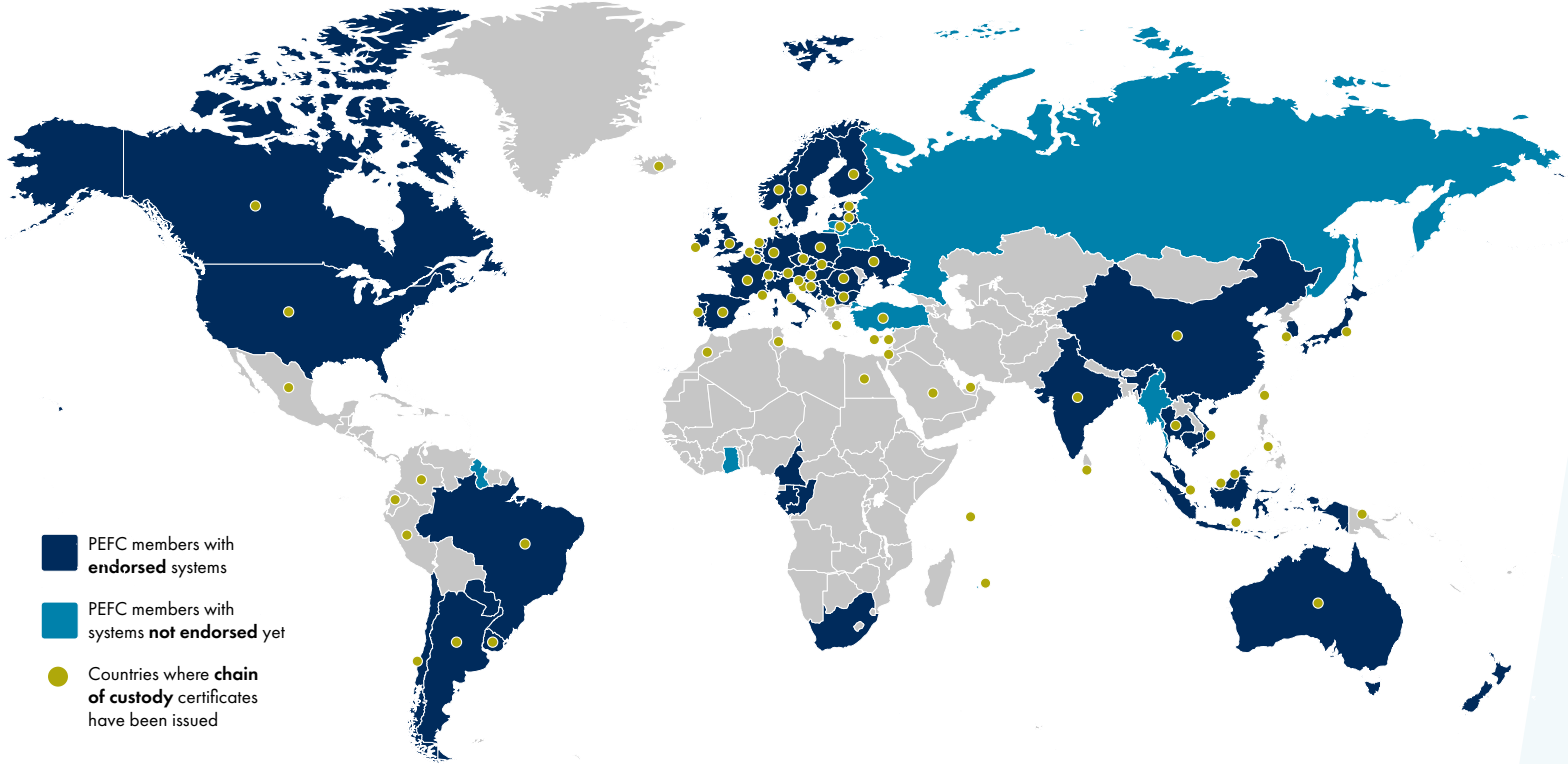 PEFC members with
endorsed systems
PEFC members with
systems not endorsed yet
Countries where chain
of custody certificates
have been issued